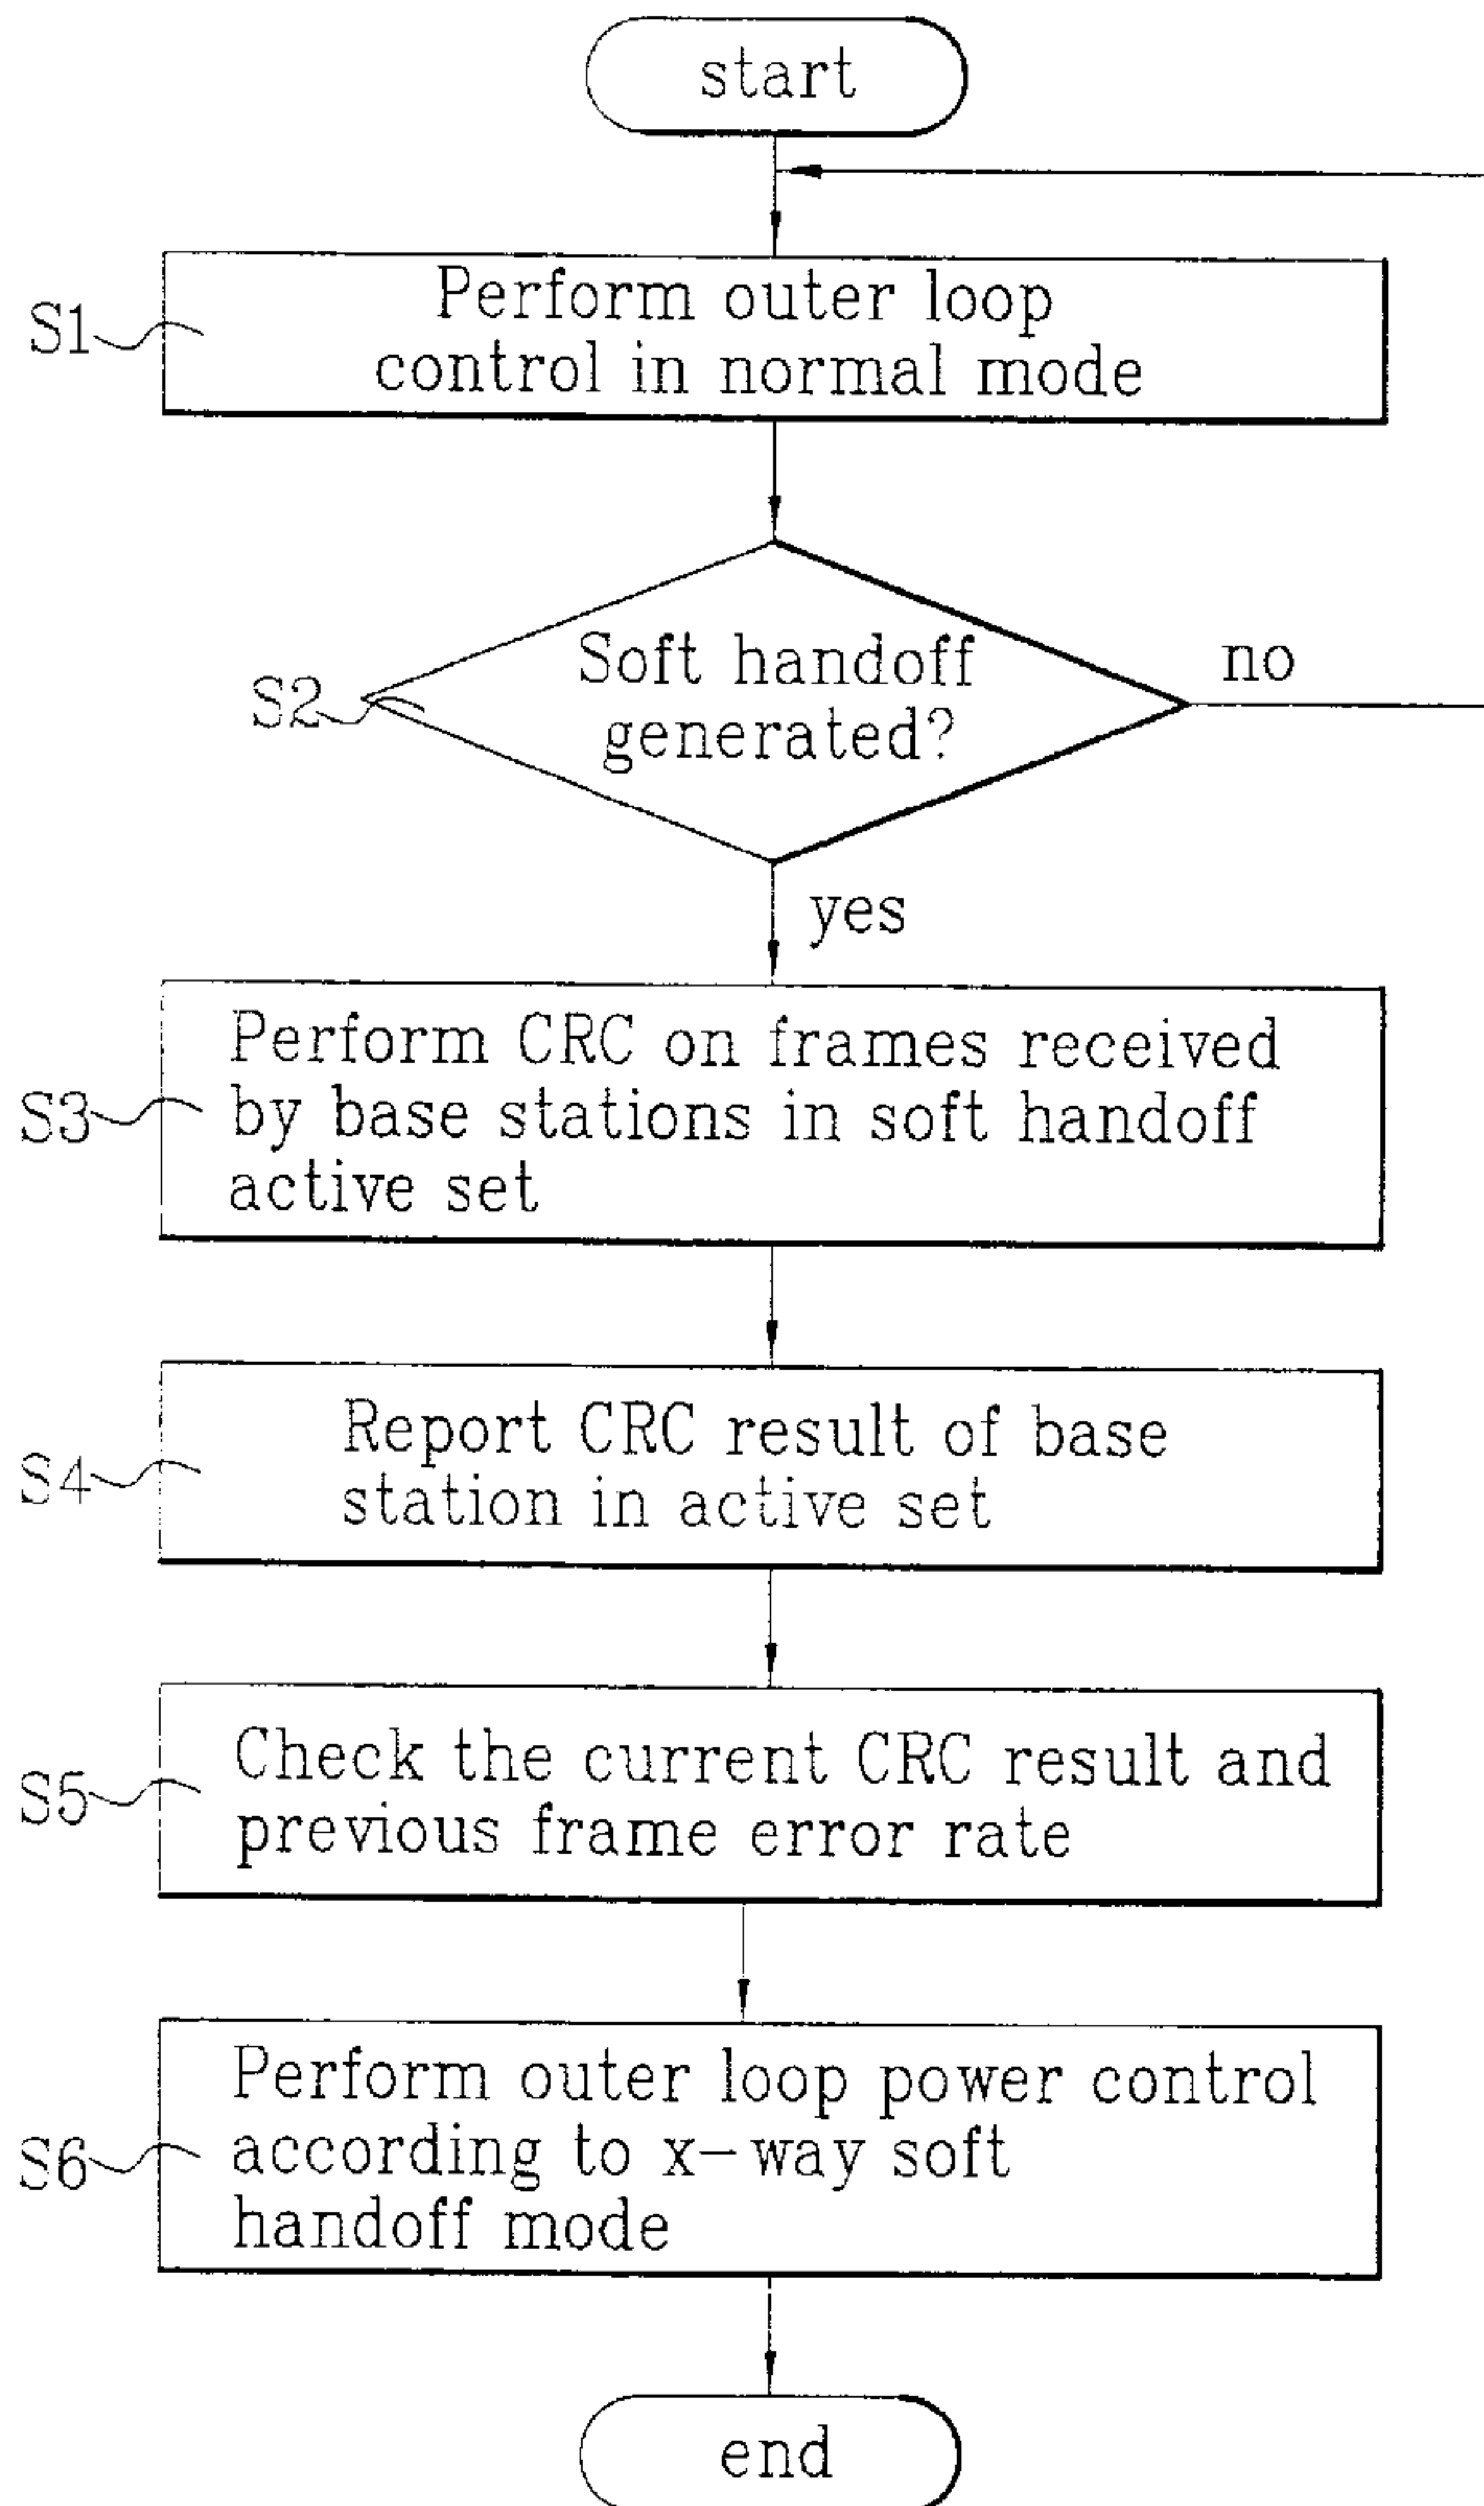 start
S1
Perform outer loop
control in normal mode
S2
Soft handoff
generated?
no
yes
S3
Perform CRC on frames received
by base stations in soft handoff
active set
S4
Report CRC result of base
station in active set
S5
Check the current CRC result and
previous frame error rate
S6
Perform outer loop power control
according to x-way soft
handoff mode
end